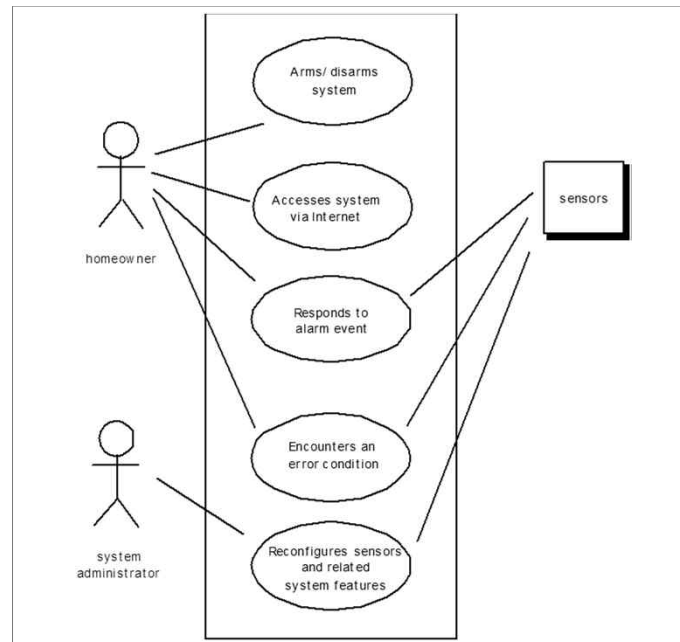 Arms/ disarms
system
Accesses system
via Internet
sensors
homeowner
Responds to
alarm event
Encounters an
error condition
system
administrator
Reconfigures sensors
and related
system features